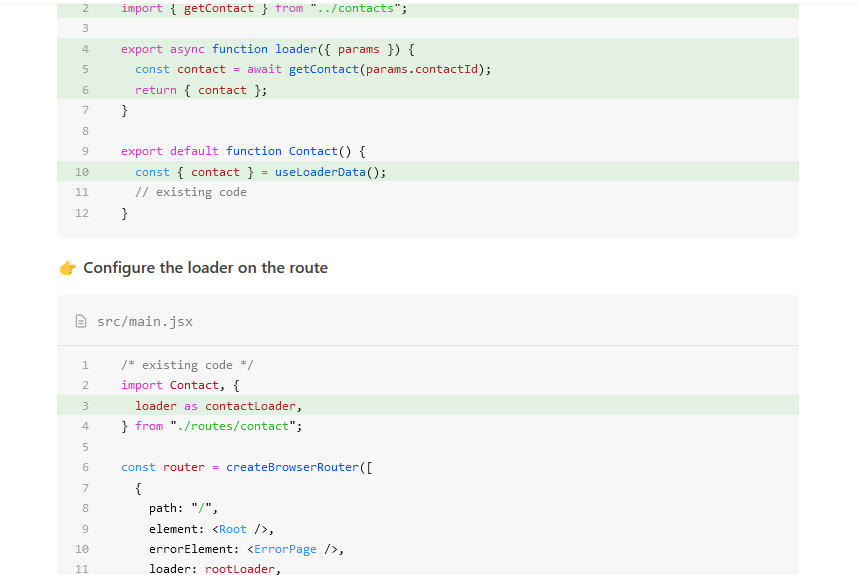 2 import { getContact } from "../contacts";
3
4 export async function loader({ params }) {
5   const contact = await getContact(params.contactId);
6   return { contact };
7 }
8
9 export default function Contact() {
10   const { contact } = useLoaderData();
11   // existing code
12 }
👉 Configure the loader on the route
src/main.jsx
1 /* existing code */
2 import Contact, {
3   loader as contactLoader,
4 } from "./routes/contact";
5
6 const router = createBrowserRouter([
7   {
8     path: "/",
9     element: <Root />,
10     errorElement: <ErrorPage />,
11     loader: rootLoader,